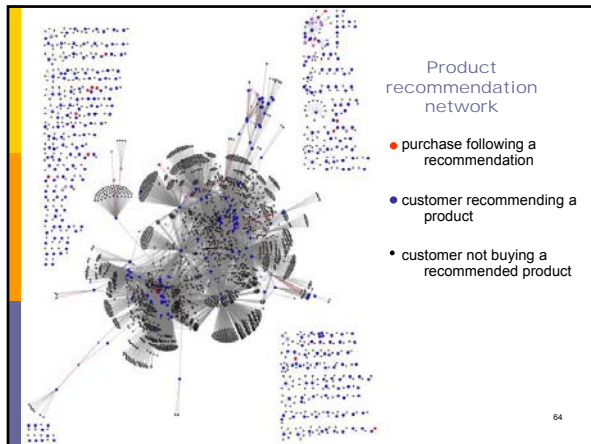 Product
recommendation
network
purchase following a
recommendation
customer recommending a
product
customer not buying a
recommended product
64